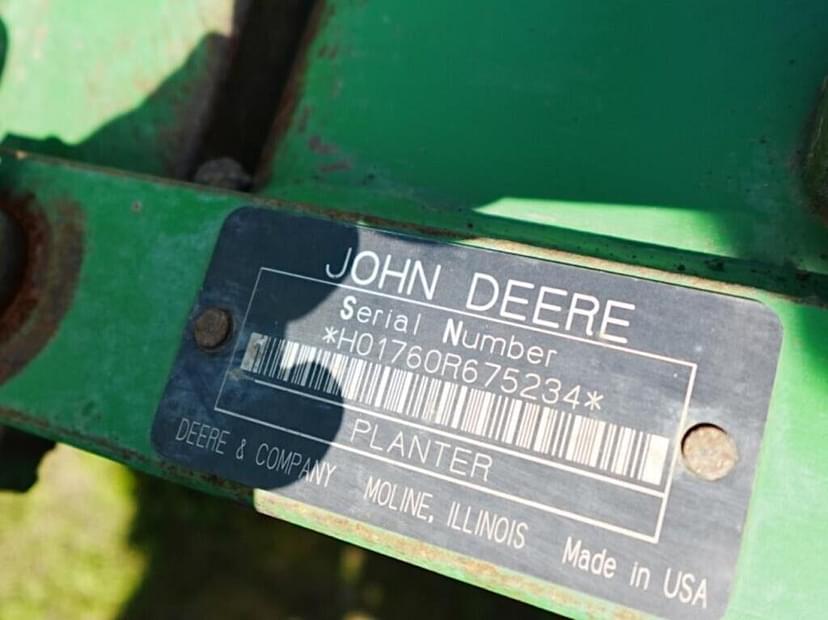 JOHN DEERE
Serial Number
*H01760R675234*
PLANTER
DEERE & COMPANY MOLINE, ILLINOIS Made in USA